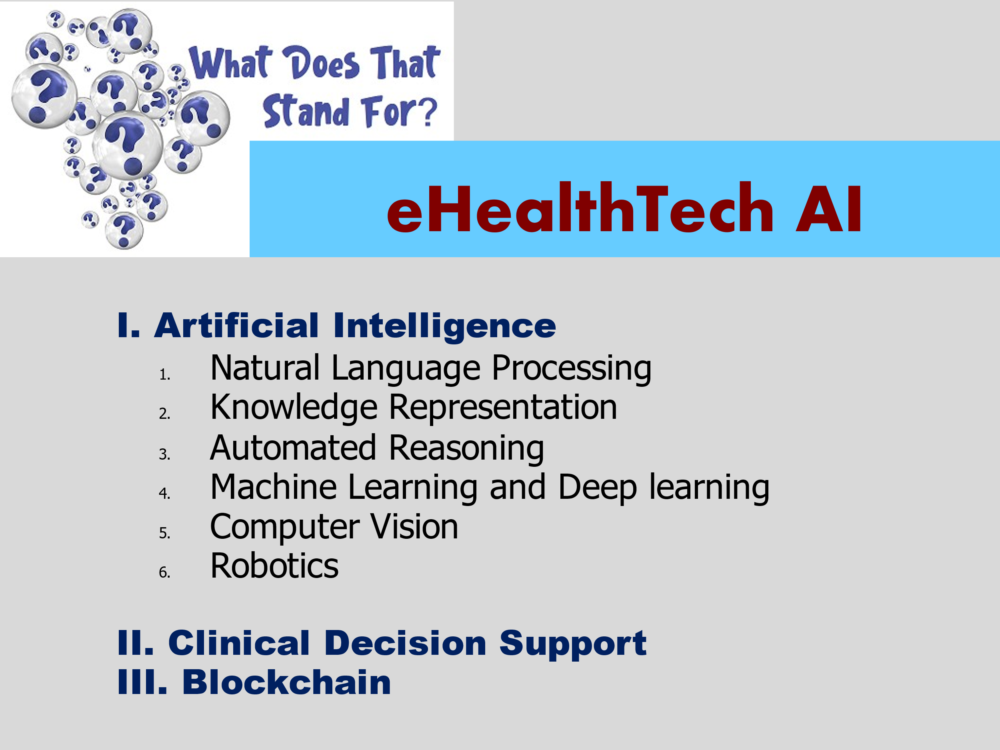 What Does That
Stand For?
eHealthTech AI
I. Artificial Intelligence
1. Natural Language Processing
2. Knowledge Representation
3. Automated Reasoning
4. Machine Learning and Deep learning
5. Computer Vision
6. Robotics
II. Clinical Decision Support
III. Blockchain